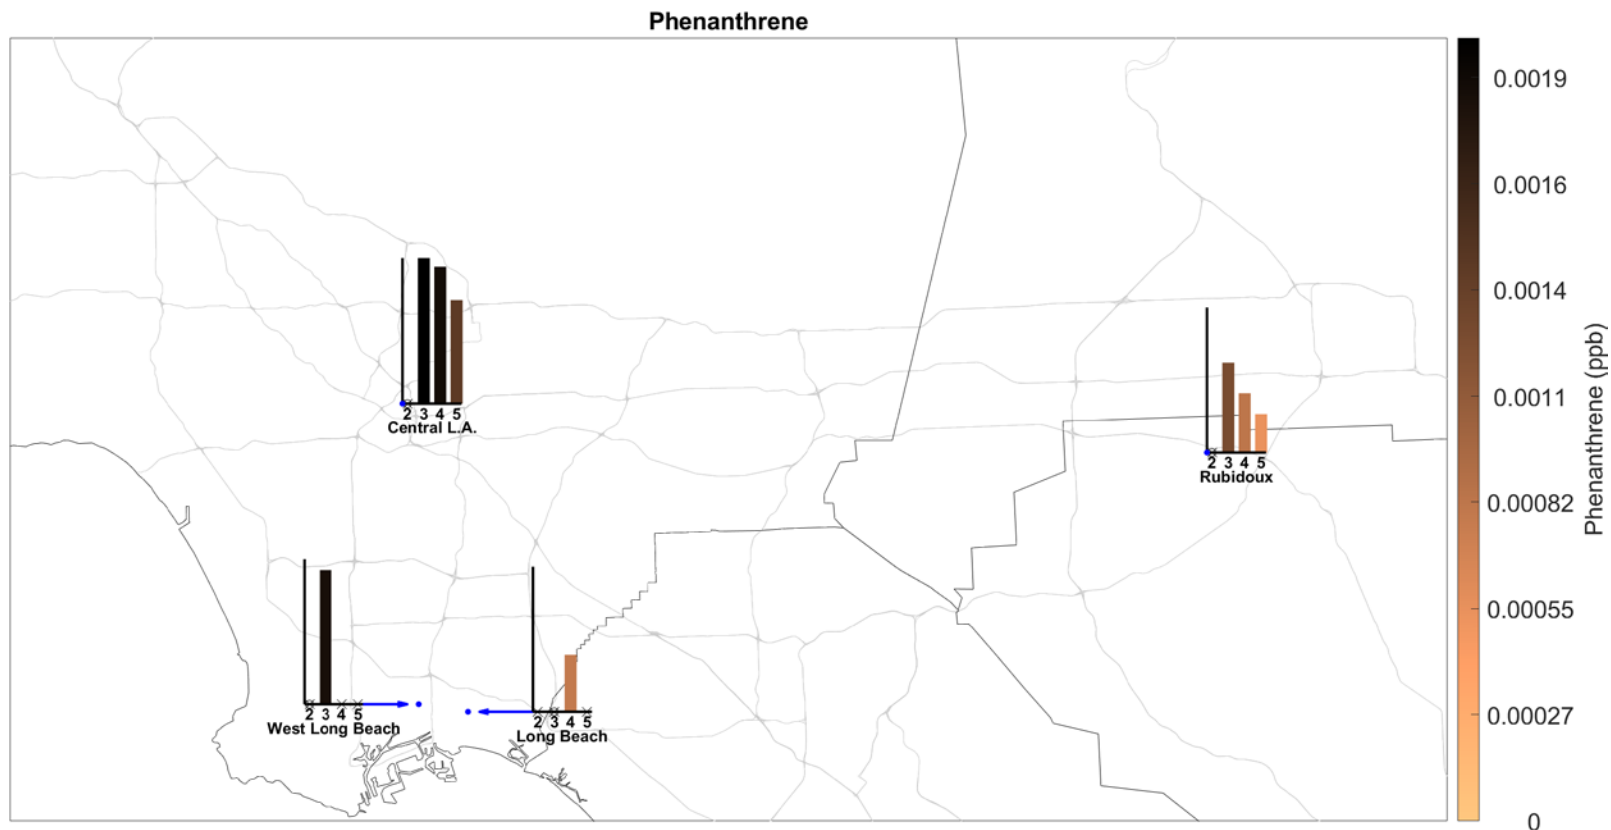 Phenanthrene
2 3 4 5
Central L.A.
2 3 4 5
Rubidoux
2 3 4 5
West Long Beach
2 3 4 5
Long Beach
0.0019
0.0016
0.0014
0.0011
0.00082
0.00055
0.00027
0
Phenanthrene (ppb)